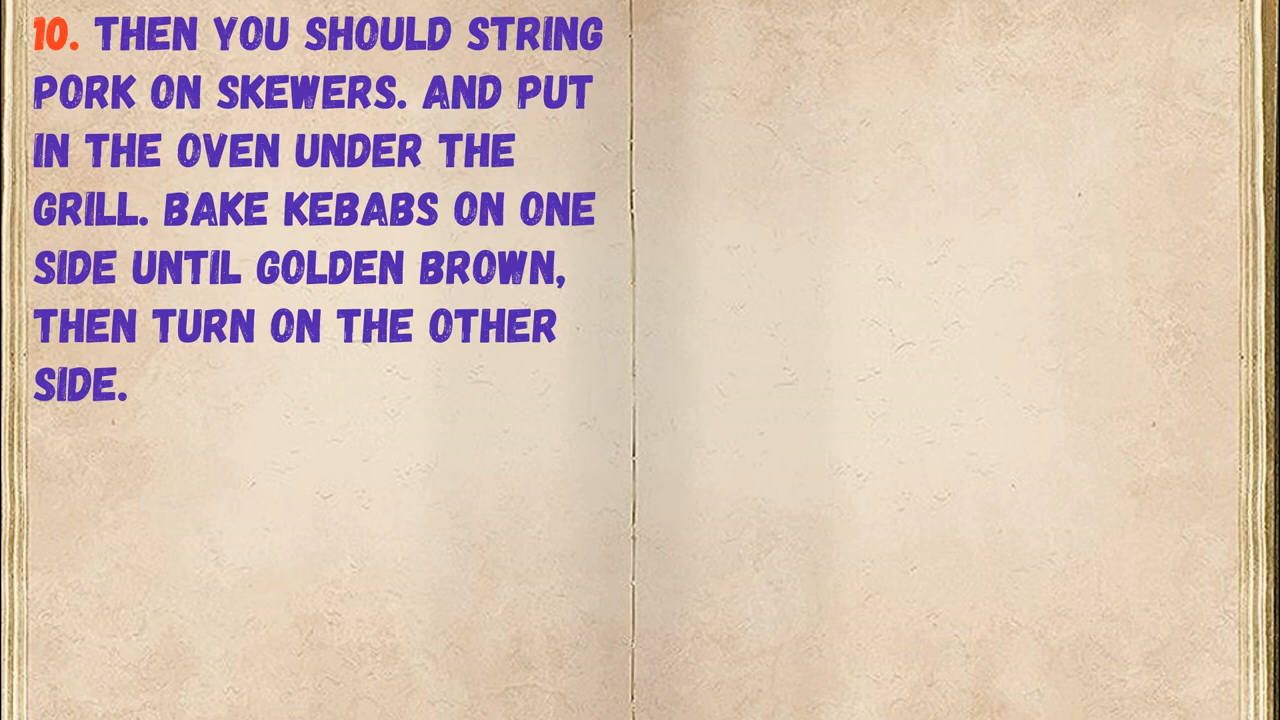 10. THEN YOU SHOULD STRING
PORK ON SKEWERS. AND PUT
IN THE OVEN UNDER THE
GRILL. BAKE KEBABS ON ONE
SIDE UNTIL GOLDEN BROWN,
THEN TURN ON THE OTHER
SIDE.